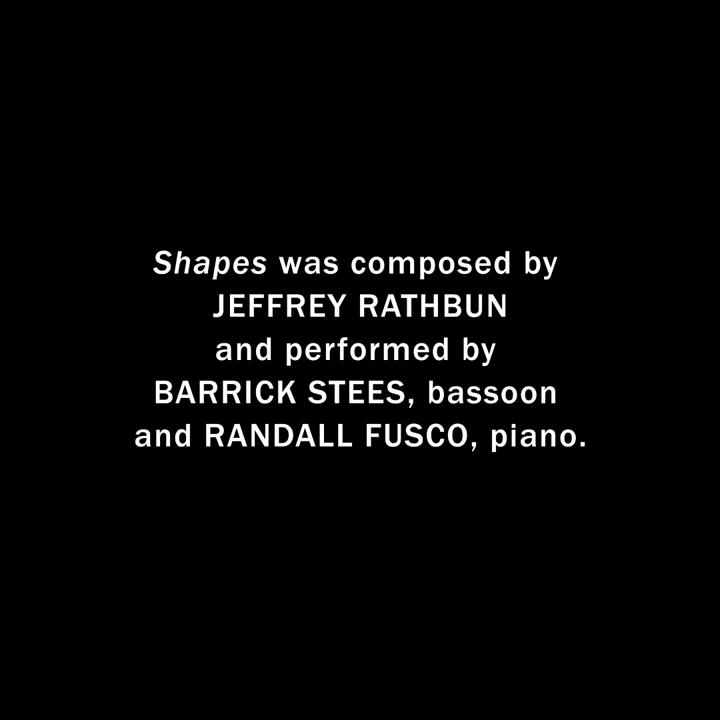 Shapes was composed by
JEFFREY RATHBUN
and performed by
BARRICK STEES, bassoon
and RANDALL FUSCO, piano.